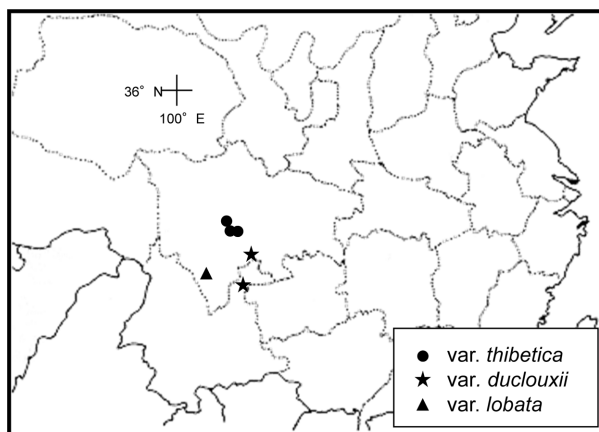 36° N
100° E
var. thibetica
var. duclouxii
var. lobata